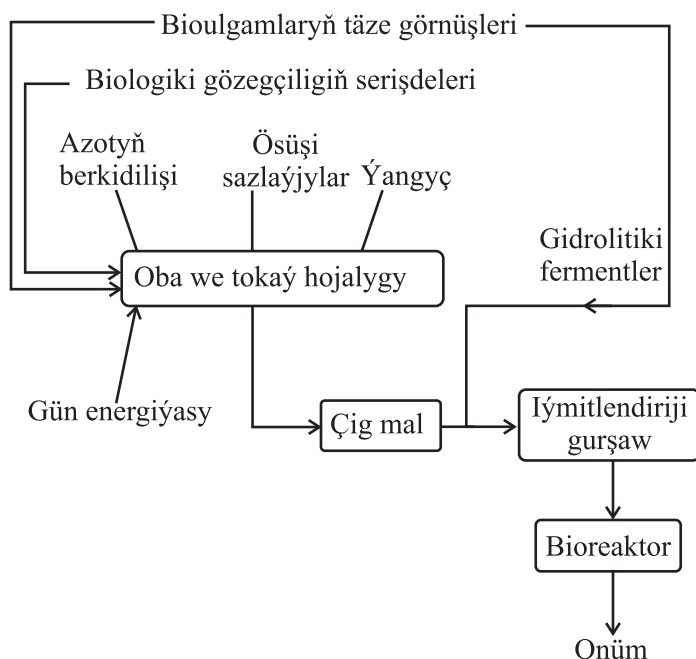 Bioulgamlaryň täze görnüşleri
Biologiki gözegçiligiň serişdeleri
Azotyň
berkidilişi
Ösüşi
sazlaýjylar
Ýangyç
Oba we tokaý hojalygy
Gidrolitiki
fermentler
Gün energiýasy
Çig mal
Iýmitlendiriji
gurşaw
Bioreaktor
Onüm